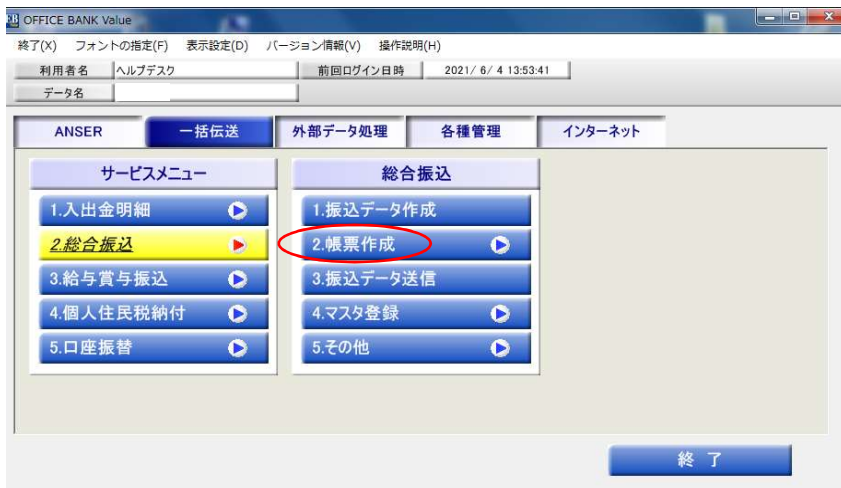 OFFICE BANK Value
終了(X) フォントの指定(F) 表示設定(D) バージョン情報(V) 操作説明(H)
利用者名 ヘルプデスク 前回ログイン日時 2021/ 6/ 4 13:53:41
データ名
ANSER 一括伝送 外部データ処理 各種管理 インターネット
サービスメニュー 総合振込
1.入出金明細 1.振込データ作成
2.総合振込 2.帳票作成
3.給与賞与振込 3.振込データ送信
4.個人住民税納付 4.マスタ登録
5.口座振替 5.その他
終 了